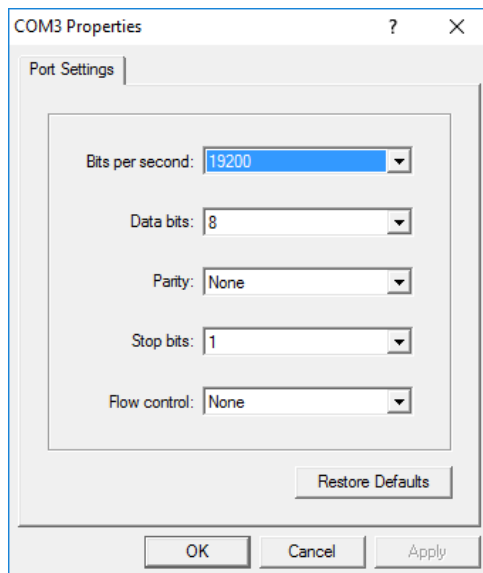 COM3 Properties ?
Port Settings
Bits per second: 19200
Data bits: 8
Parity: None
Stop bits: 1
Flow control: None
Restore Defaults
OK Cancel Apply